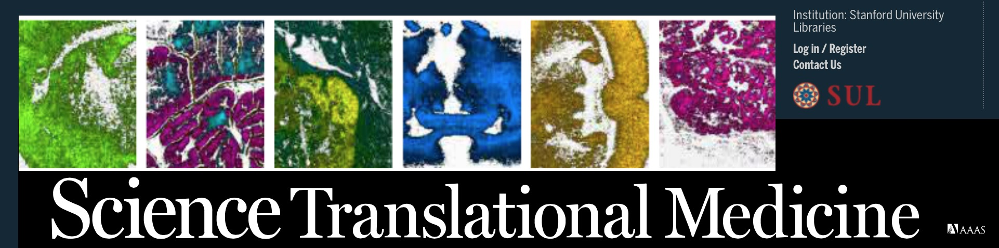 Institution: Stanford University
Libraries
Log in / Register
Contact Us
SUL
Science Translational Medicine
AAAS